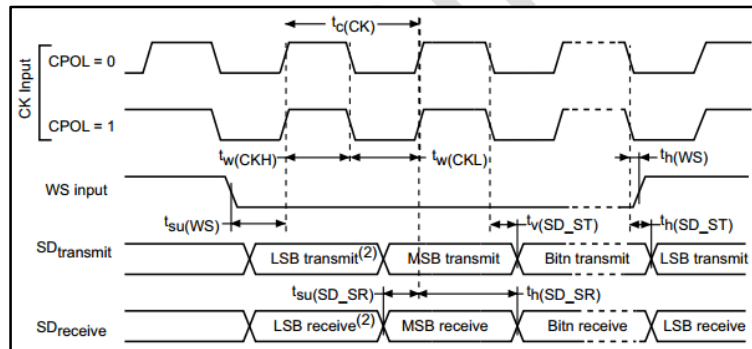 tc(CK)
CK Input
CPOL = 0
CPOL = 1
tw(CKH)
tw(CKL)
th(WS)
WS input
tsu(WS)
tv(SD_ST)
th(SD_ST)
SDtransmit
LSB transmit(2)
MSB transmit
Bitn transmit
LSB transmit
tsu(SD_SR)
th(SD_SR)
SDreceive
LSB receive(2)
MSB receive
Bitn receive
LSB receive